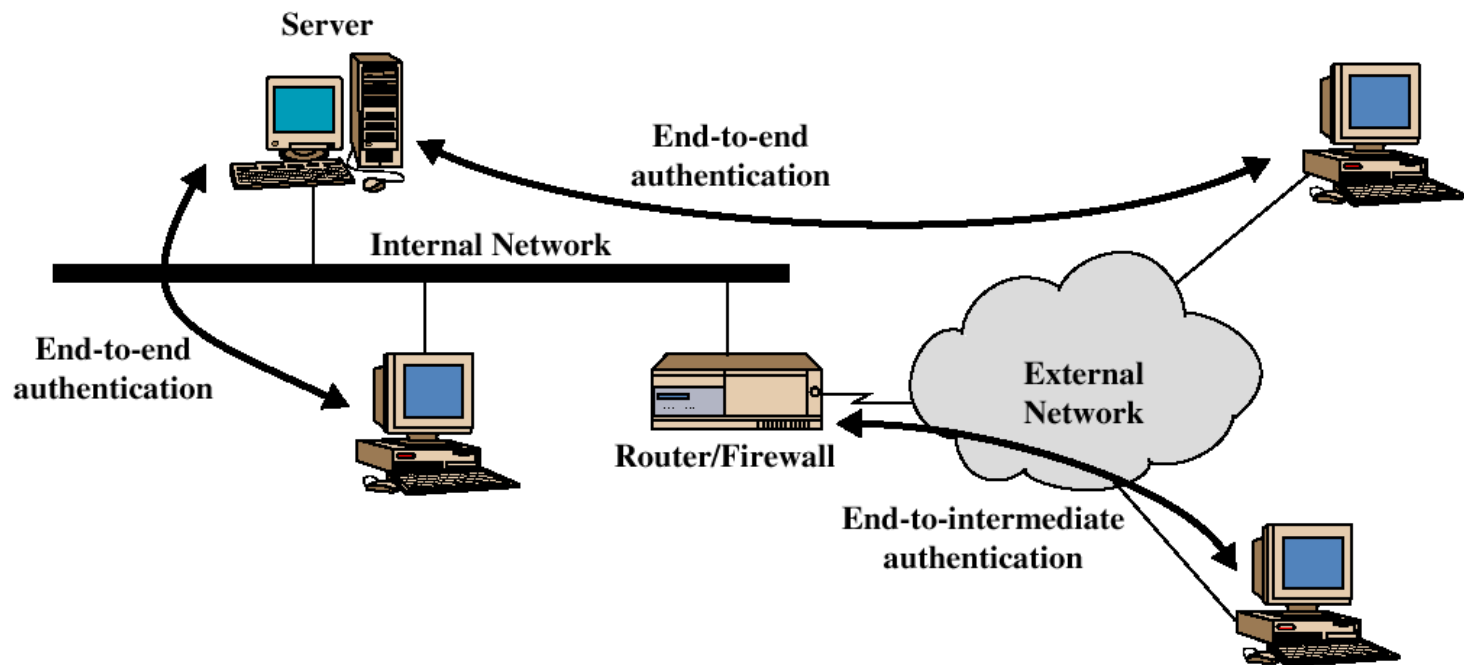 Server
End-to-end
authentication
Internal Network
End-to-end
authentication
External
Network
Router/Firewall
End-to-intermediate
authentication